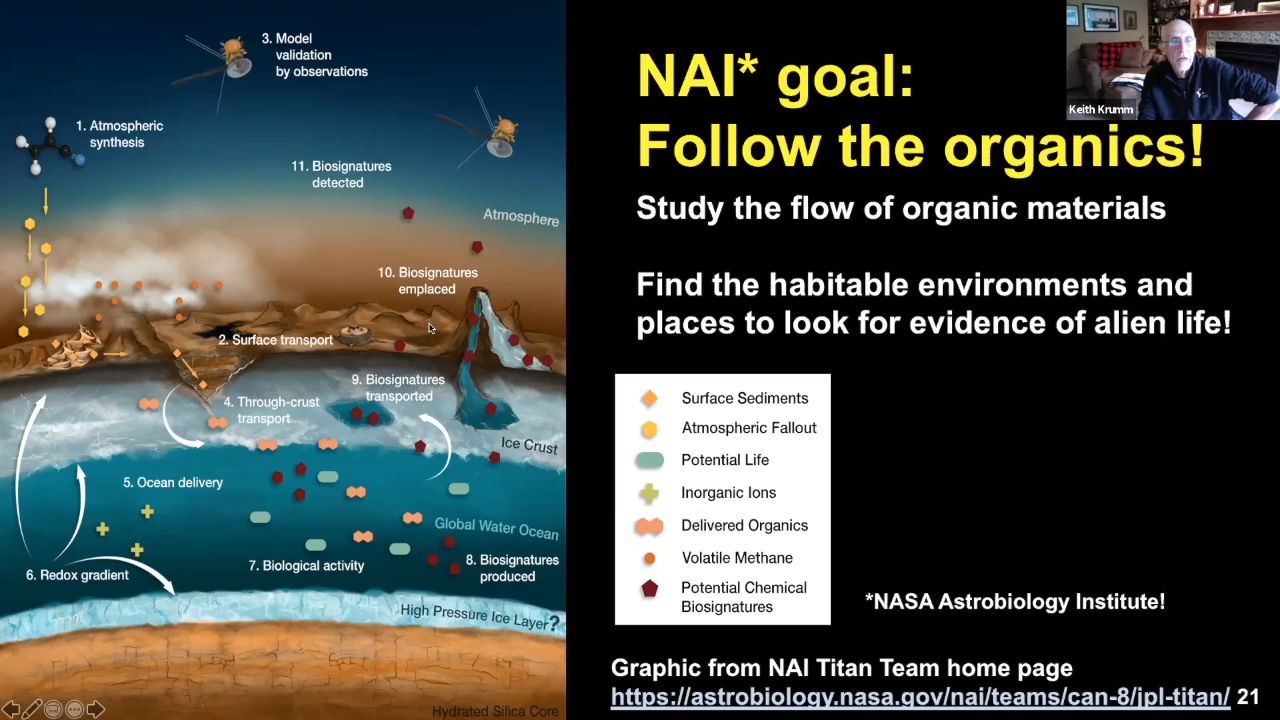 3. Model
validation
by observations
1. Atmospheric
synthesis
11. Biosignatures
detected
Atmosphere
10. Biosignatures
emplaced
2. Surface transport
9. Biosignatures
transported
4. Through-crust
transport
Ice Crust
5. Ocean delivery
Global Water Ocean
7. Biological activity
8. Biosignatures
produced
6. Redox gradient
High Pressure Ice Layer?
Hydrated Silica Core
NAI* goal:
Follow the organics!
Study the flow of organic materials
Find the habitable environments and
places to look for evidence of alien life!
Surface Sediments
Atmospheric Fallout
Potential Life
Inorganic Ions
Delivered Organics
Volatile Methane
Potential Chemical
Biosignatures
*NASA Astrobiology Institute!
Graphic from NAI Titan Team home page
https://astrobiology.nasa.gov/nai/teams/can-8/jpl-titan/ 21
Keith Krumm